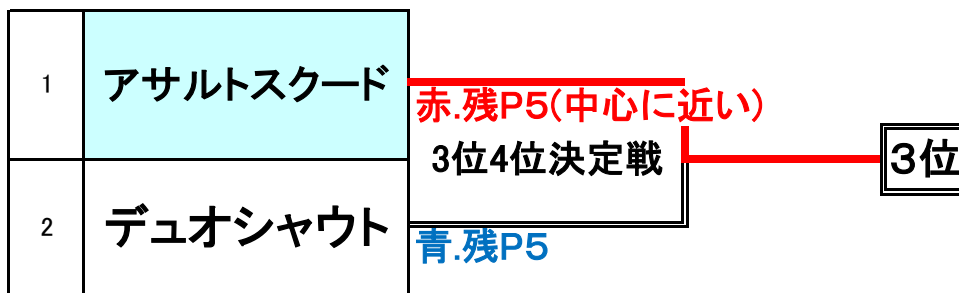 1
アサルトスクード
赤.残P5(中心に近い)
3位4位決定戦
3位
2
デュオシャウト
青.残P5